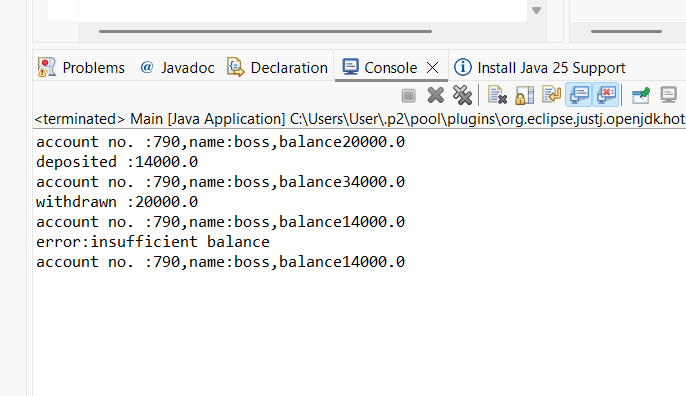 Problems @ Javadoc Declaration Console Install Java 25 Support
<terminated> Main [Java Application] C:\Users\User\.p2\pool\plugins\org.eclipse.justj.openjdk.hots
account no. :790,name:boss,balance20000.0
deposited :14000.0
account no. :790,name:boss,balance34000.0
withdrawn :20000.0
account no. :790,name:boss,balance14000.0
error:insufficient balance
account no. :790,name:boss,balance14000.0